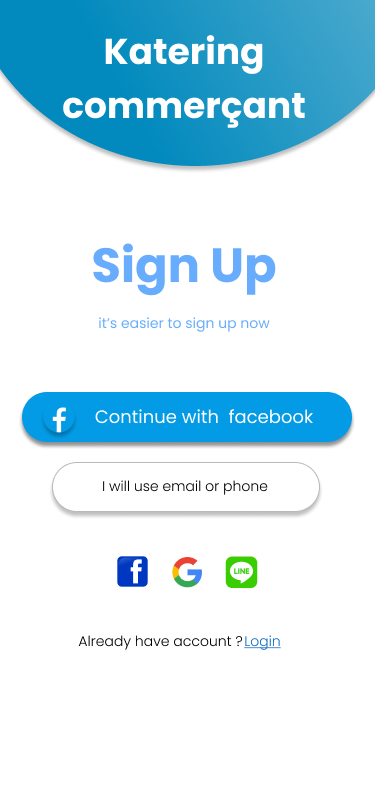 Katering
commerçant
Sign Up
it's easier to sign up now
Continue with facebook
I will use email or phone
LINE
Already have account ? Login